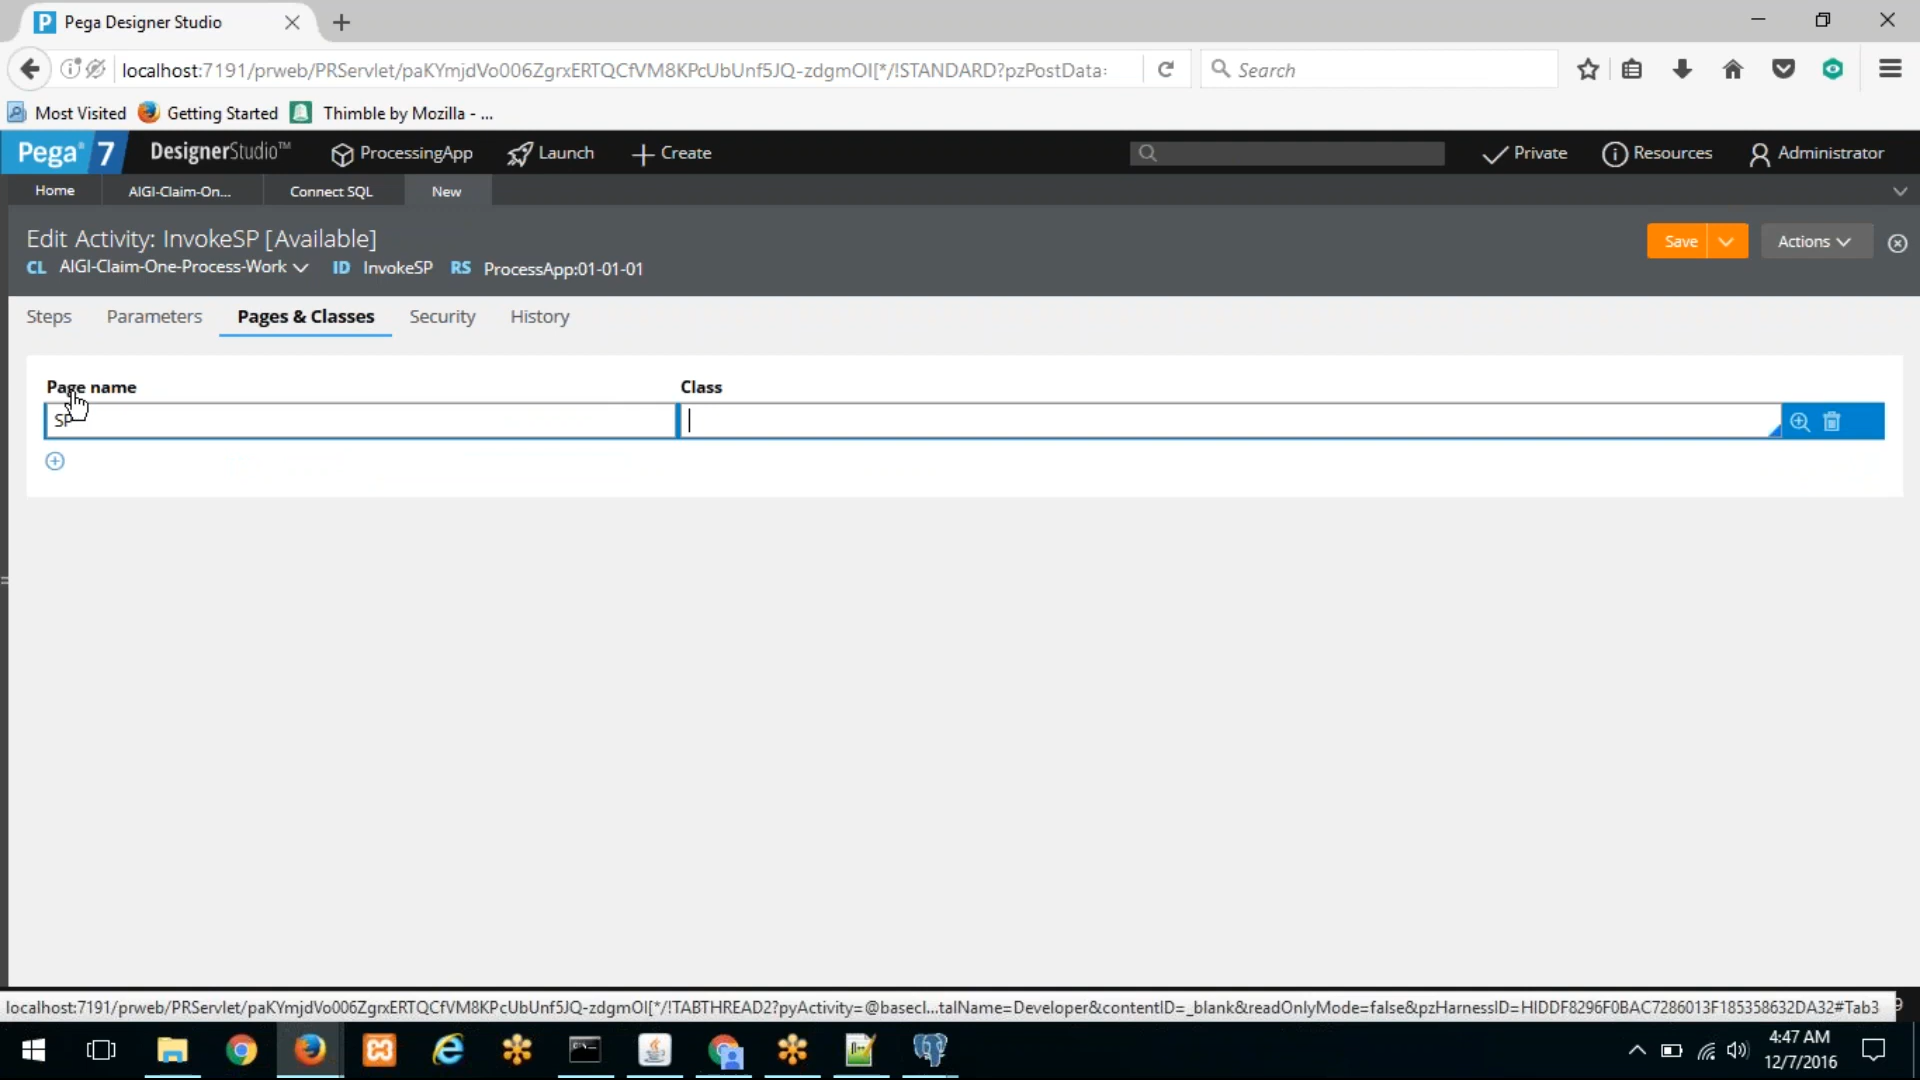 Pega Designer Studio
localhost:7191/prweb/PRServlet/paKYmjdVo006ZgrxERTQCfVM8KPcUbUnf5JQ-zdgmOI[*/!STANDARD?pzPostData:
Search
Most Visited
Getting Started
Thimble by Mozilla - ...
Pega 7
DesignerStudio™
ProcessingApp
Launch
Create
Private
Resources
Administrator
Home
AIGI-Claim-On...
Connect SQL
New
Edit Activity: InvokeSP [Available]
Save
Actions
CL AIGI-Claim-One-Process-Work ID InvokeSP RS ProcessApp:01-01-01
Steps
Parameters
Pages & Classes
Security
History
Page name
Class
SP
localhost:7191/prweb/PRServlet/paKYmjdVo006ZgrxERTQCfVM8KPcUbUnf5JQ-zdgmOI[*/!TABTHREAD2?pyActivity=@basecl...talName=Developer&contentID=_blank&readOnlyMode=false&pzHarnessID=HIDDF8296F0BAC7286013F185358632DA32#Tab3
4:47 AM
12/7/2016